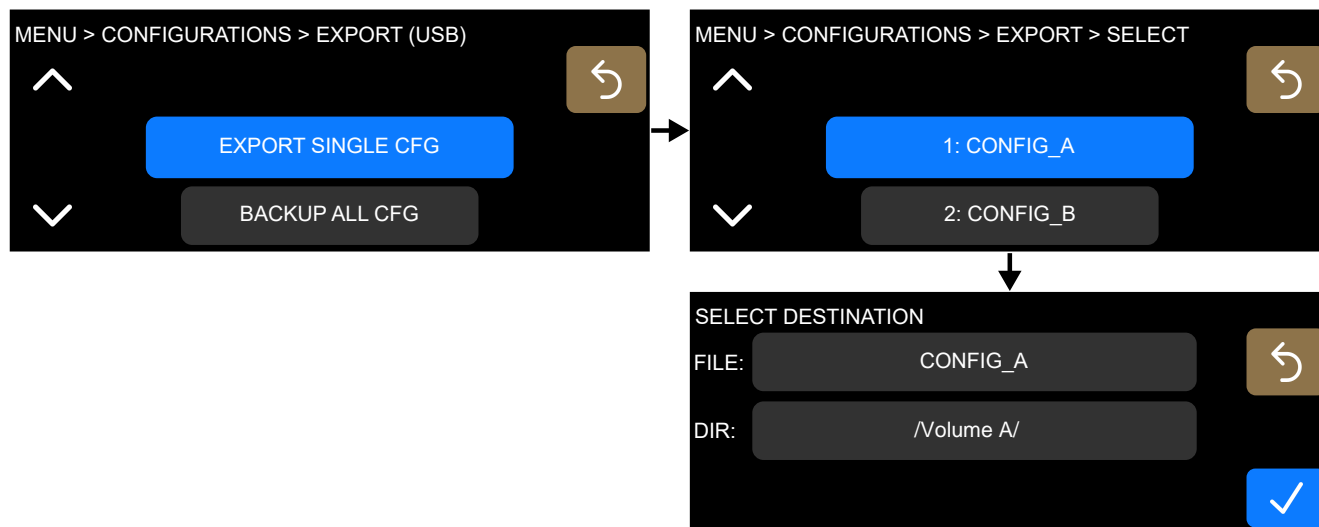 MENU > CONFIGURATIONS > EXPORT (USB)
EXPORT SINGLE CFG
BACKUP ALL CFG
MENU > CONFIGURATIONS > EXPORT > SELECT
1: CONFIG_A
2: CONFIG_B
SELECT DESTINATION
FILE: CONFIG_A
DIR: /Volume A/